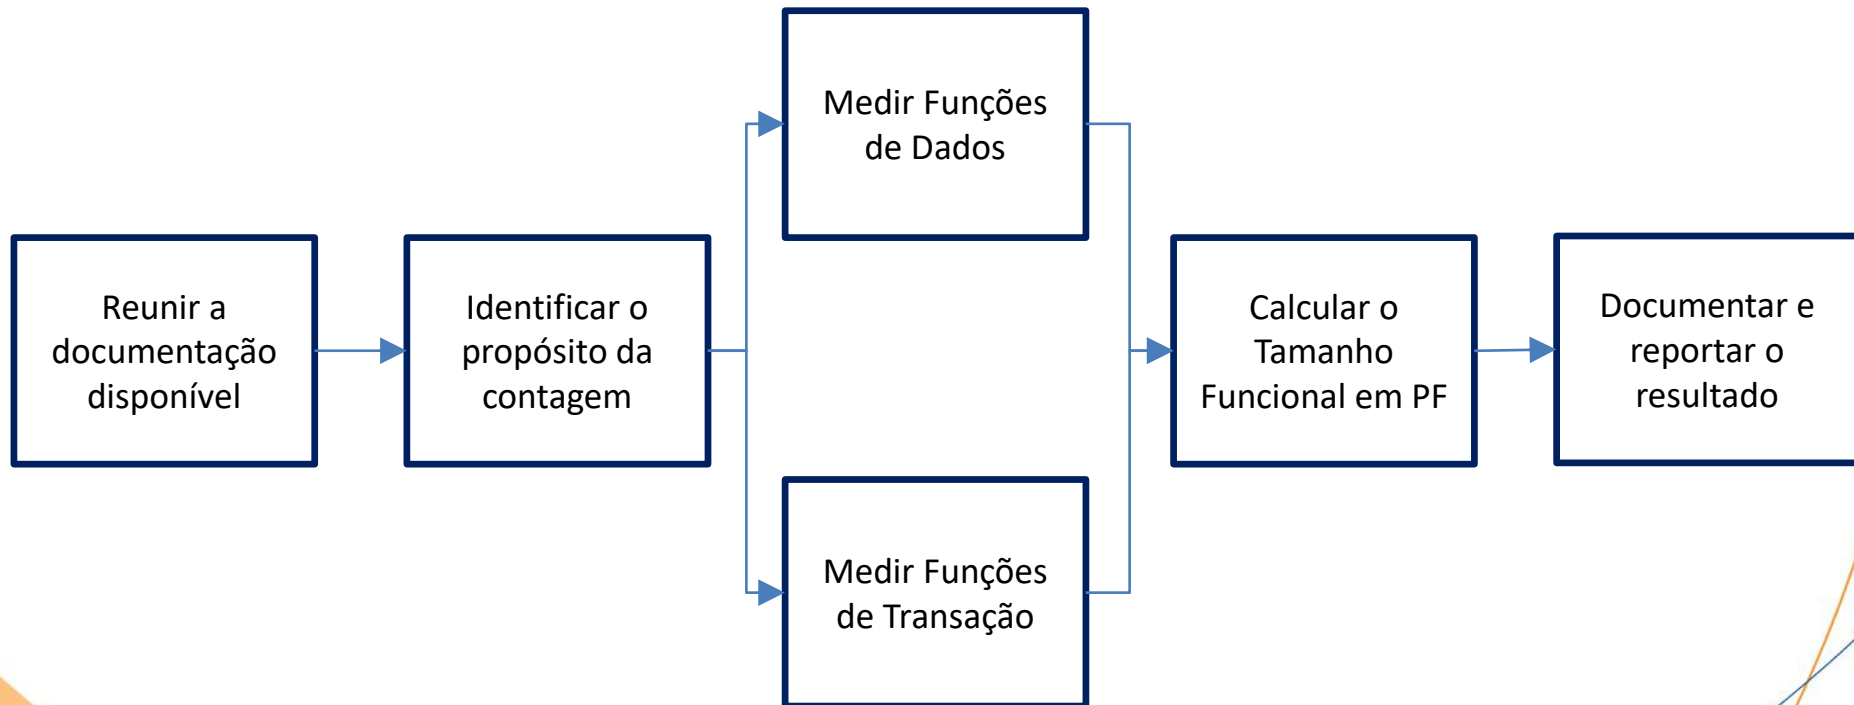 Reunir a
documentação
disponível
Identificar o
propósito da
contagem
Medir Funções
de Dados
Medir Funções
de Transação
Calcular o
Tamanho
Funcional em PF
Documentar e
reportar o
resultado